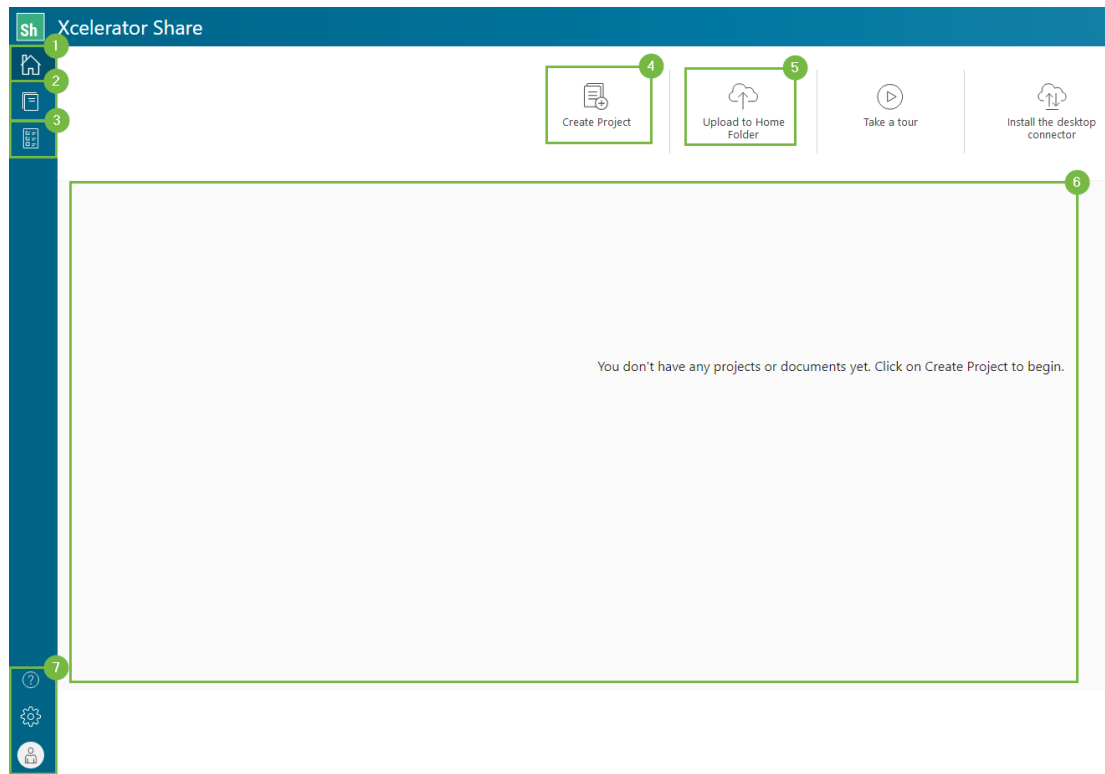 Sh Xcelerator Share
1
2
3
4
5
Create Project
Upload to Home
Folder
Take a tour
Install the desktop
connector
6
You don't have any projects or documents yet. Click on Create Project to begin.
7
?